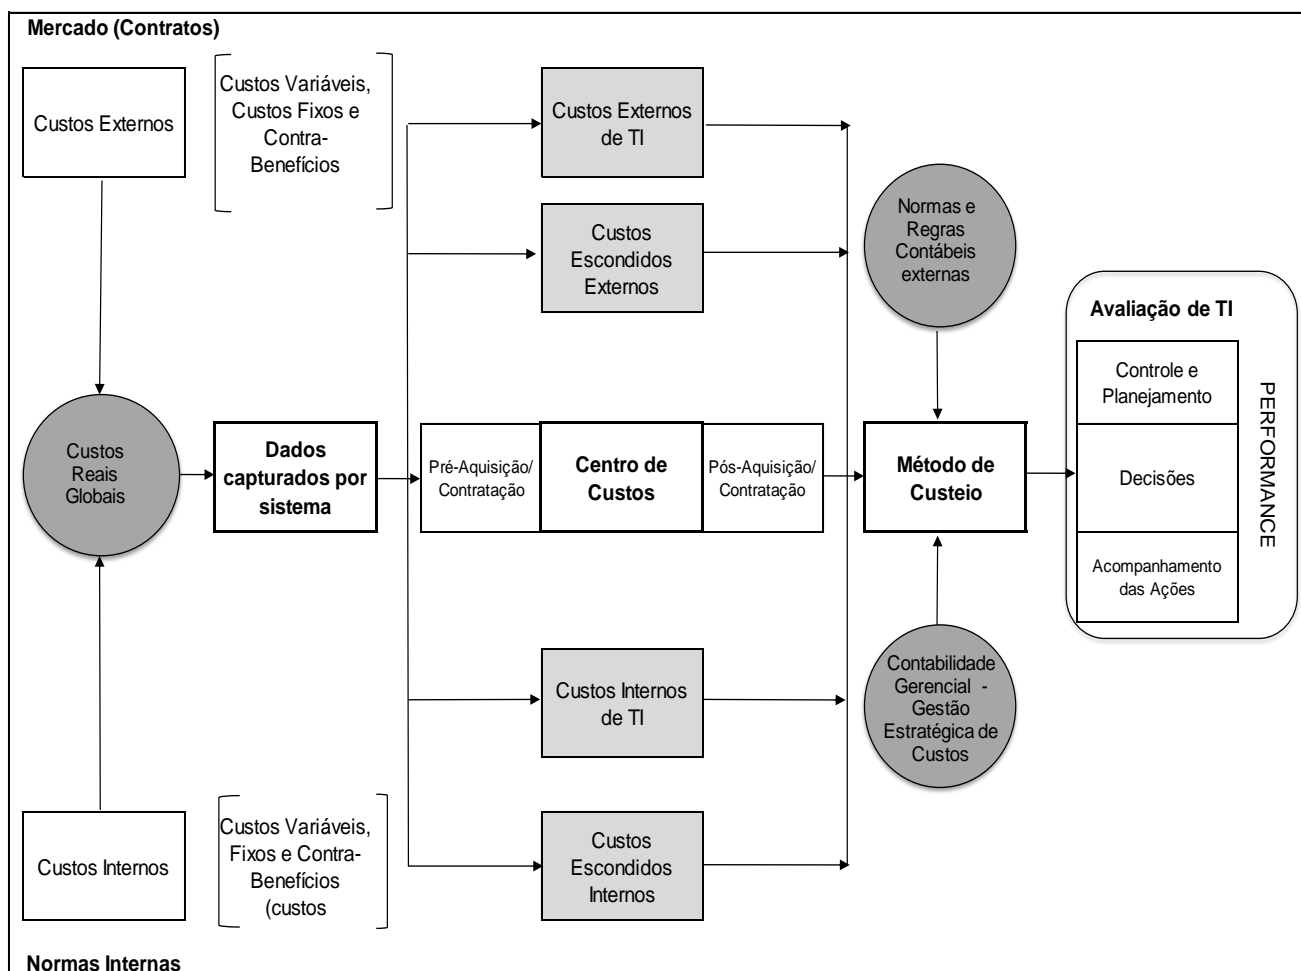 Mercado (Contratos)
Custos Externos
Custos Variáveis,
Custos Fixos e
Contra-
Benefícios
Custos Externos
de TI
Custos
Escondidos
Externos
Normas e
Regras
Contábeis
externas
Avaliação de TI
Controle e
Planejamento
Decisões
Acompanhamento
das Ações
PERFORMANCE
Custos
Reais
Globais
Dados
capturados por
sistema
Pré-Aquisição/
Contratação
Centro de
Custos
Pós-Aquisição/
Contratação
Método de
Custeio
Custos Internos
de TI
Contabilidade
Gerencial -
Gestão
Estratégica de
Custos
Custos Internos
Custos Variáveis,
Fixos e Contra-
Benefícios
(custos
Custos
Escondidos
Internos
Normas Internas